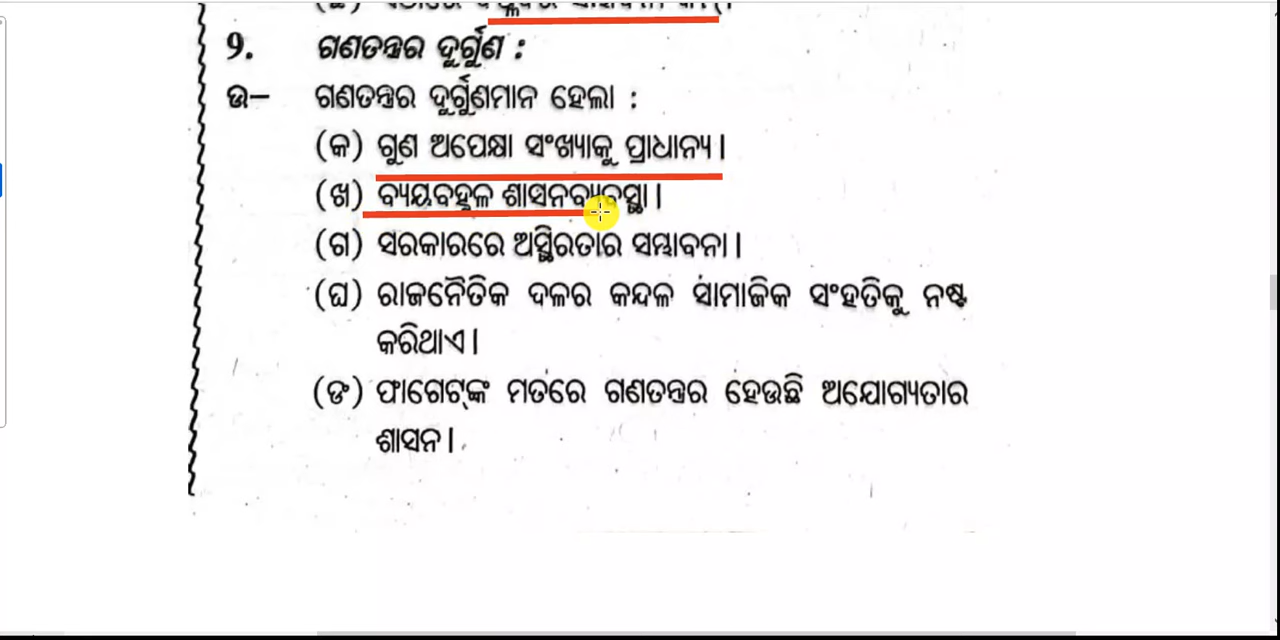 9. ଗଣତନ୍ତ୍ରର ଦୁର୍ଗୁଣ :
ଉ– ଗଣତନ୍ତ୍ରର ଦୁର୍ଗୁଣମାନ ହେଲା :
(କ) ଗୁଣ ଅପେକ୍ଷା ସଂଖ୍ୟାକୁ ପ୍ରାଧାନ୍ୟ।
(ଖ) ବ୍ୟୟବହୁଳ ଶାସନବ୍ୟବସ୍ଥା।
(ଗ) ସରକାରରେ ଅସ୍ଥିରତାର ସମ୍ଭାବନା।
(ଘ) ରାଜନୈତିକ ଦଳର କନ୍ଦଳ ସାମାଜିକ ସଂହତିକୁ ନଷ୍ଟ
କରିଥାଏ।
(ଙ) ଫାଗେଟ୍‌ଙ୍କ ମତରେ ଗଣତନ୍ତ୍ରର ହେଉଛି ଅଯୋଗ୍ୟତାର
ଶାସନ।